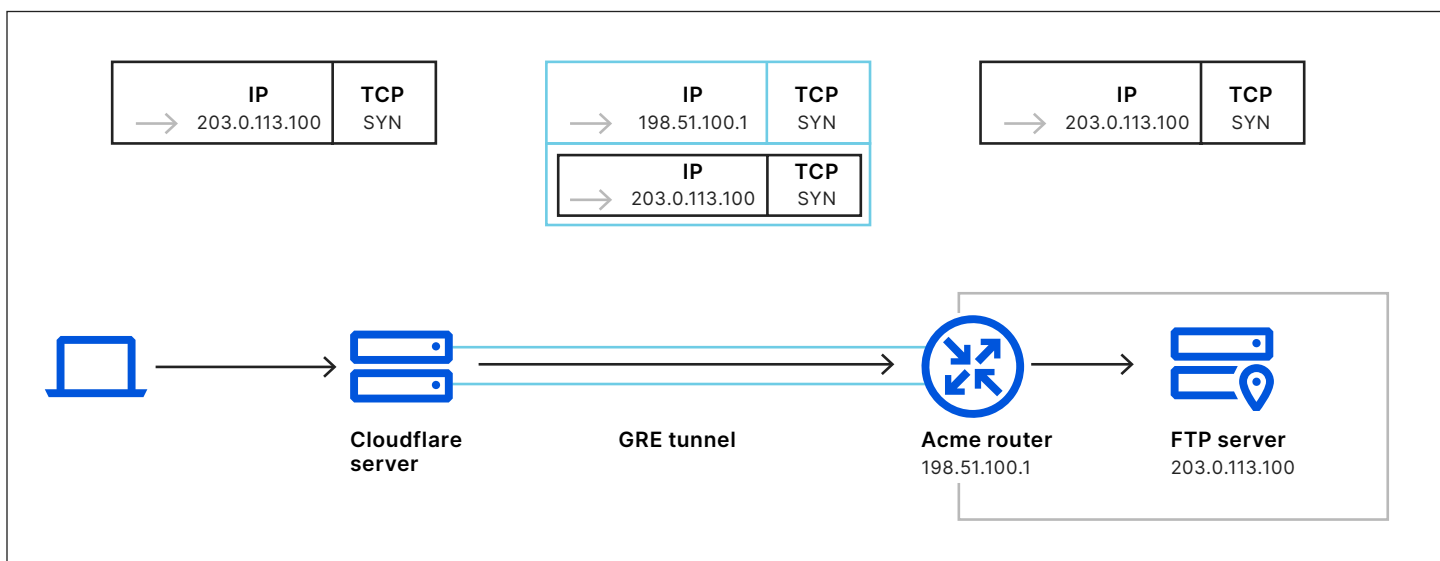 IP TCP
203.0.113.100 SYN
IP TCP
198.51.100.1 SYN
IP TCP
203.0.113.100 SYN
IP TCP
203.0.113.100 SYN
Cloudflare
server
GRE tunnel
Acme router
198.51.100.1
FTP server
203.0.113.100